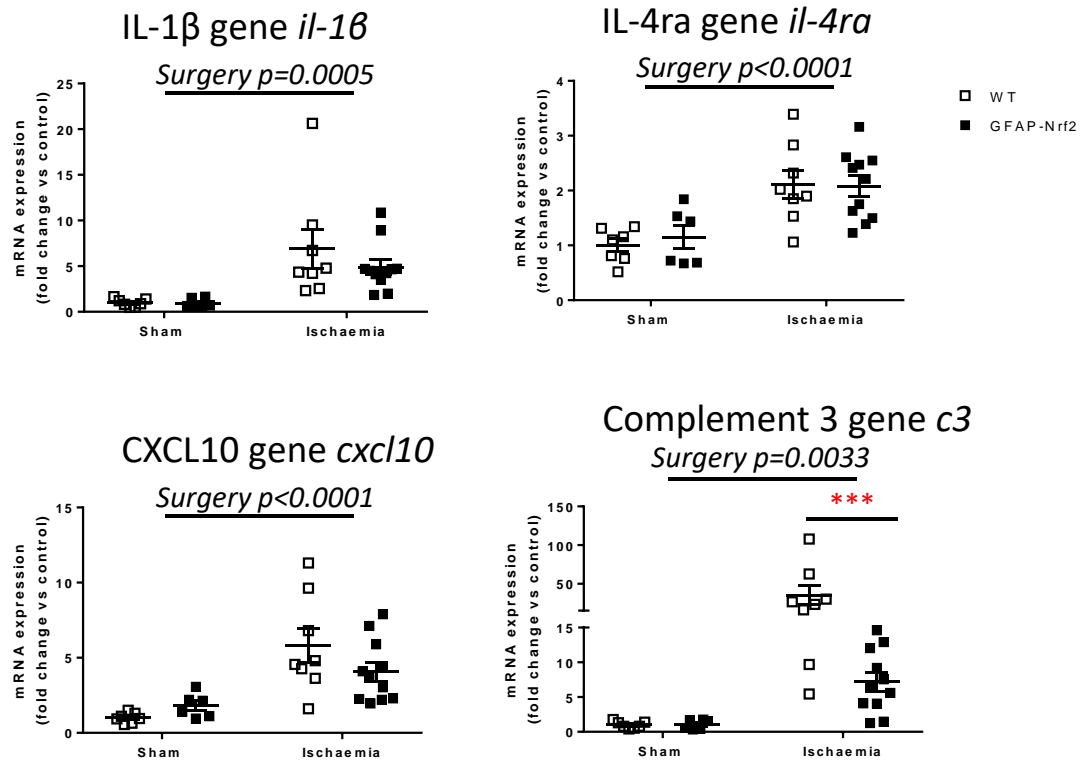 IL-1β gene il-1β
Surgery p=0.0005
mRNA expression
(fold change vs control)
25
20
15
10
5
0
Sham
Ischaemia
IL-4ra gene il-4ra
Surgery p<0.0001
mRNA expression
(fold change vs control)
4
3
2
1
0
Sham
Ischaemia
WT
GFAP-Nrf2
CXCL10 gene cxcl10
Surgery p<0.0001
mRNA expression
(fold change vs control)
15
10
5
0
Sham
Ischaemia
Complement 3 gene c3
Surgery p=0.0033
***
mRNA expression
(fold change vs control)
150
100
50
20
15
10
5
0
Sham
Ischaemia